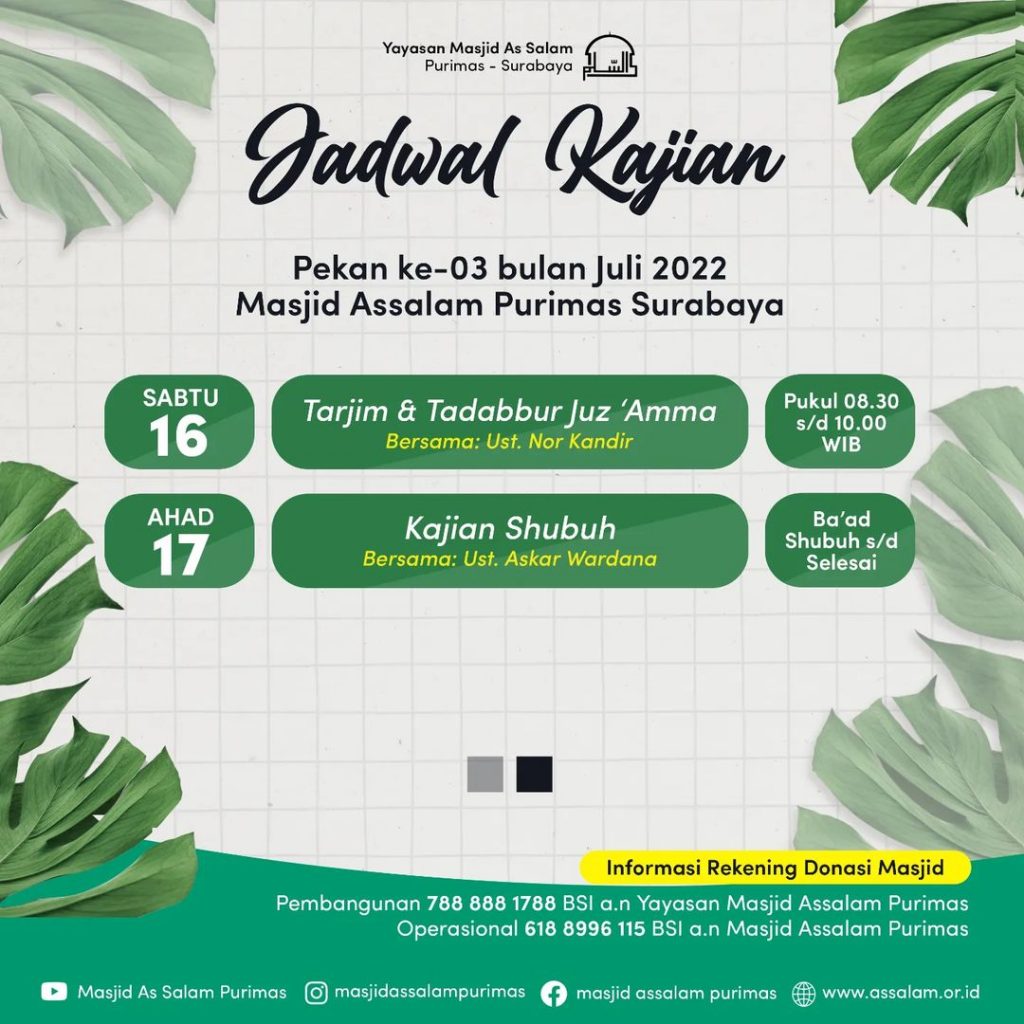 Yayasan Masjid As Salam
Purimas - Surabaya
السلام
Jadwal Kajian
Pekan ke-03 bulan Juli 2022
Masjid Assalam Purimas Surabaya
SABTU
16
Tarjim & Tadabbur Juz ‘Amma
Bersama: Ust. Nor Kandir
Pukul 08.30
s/d 10.00
WIB
AHAD
17
Kajian Shubuh
Bersama: Ust. Askar Wardana
Ba’ad
Shubuh s/d
Selesai
Informasi Rekening Donasi Masjid
Pembangunan 788 888 1788 BSI a.n Yayasan Masjid Assalam Purimas
Operasional 618 8996 115 BSI a.n Masjid Assalam Purimas
Masjid As Salam Purimas masjidassalampurimas masjid assalam purimas www.assalam.or.id